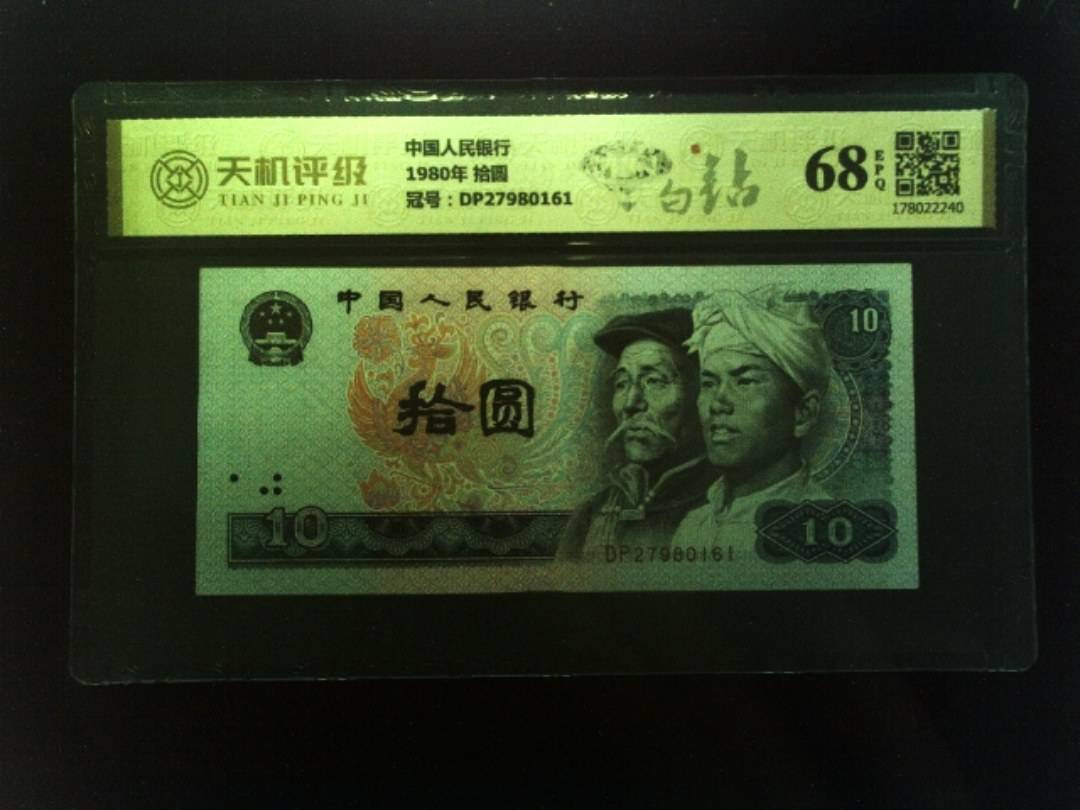 天机评级
TIAN JI PING JI
中国人民银行
1980年 拾圆
冠号：DP27980161
白钻
68
EPQ
178022240
中国人民银行
10
拾圆
10
DP27980161
10